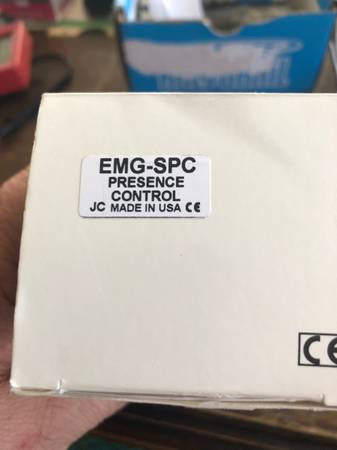 EMG-SPC
PRESENCE
CONTROL
JC MADE IN USA CE
CE